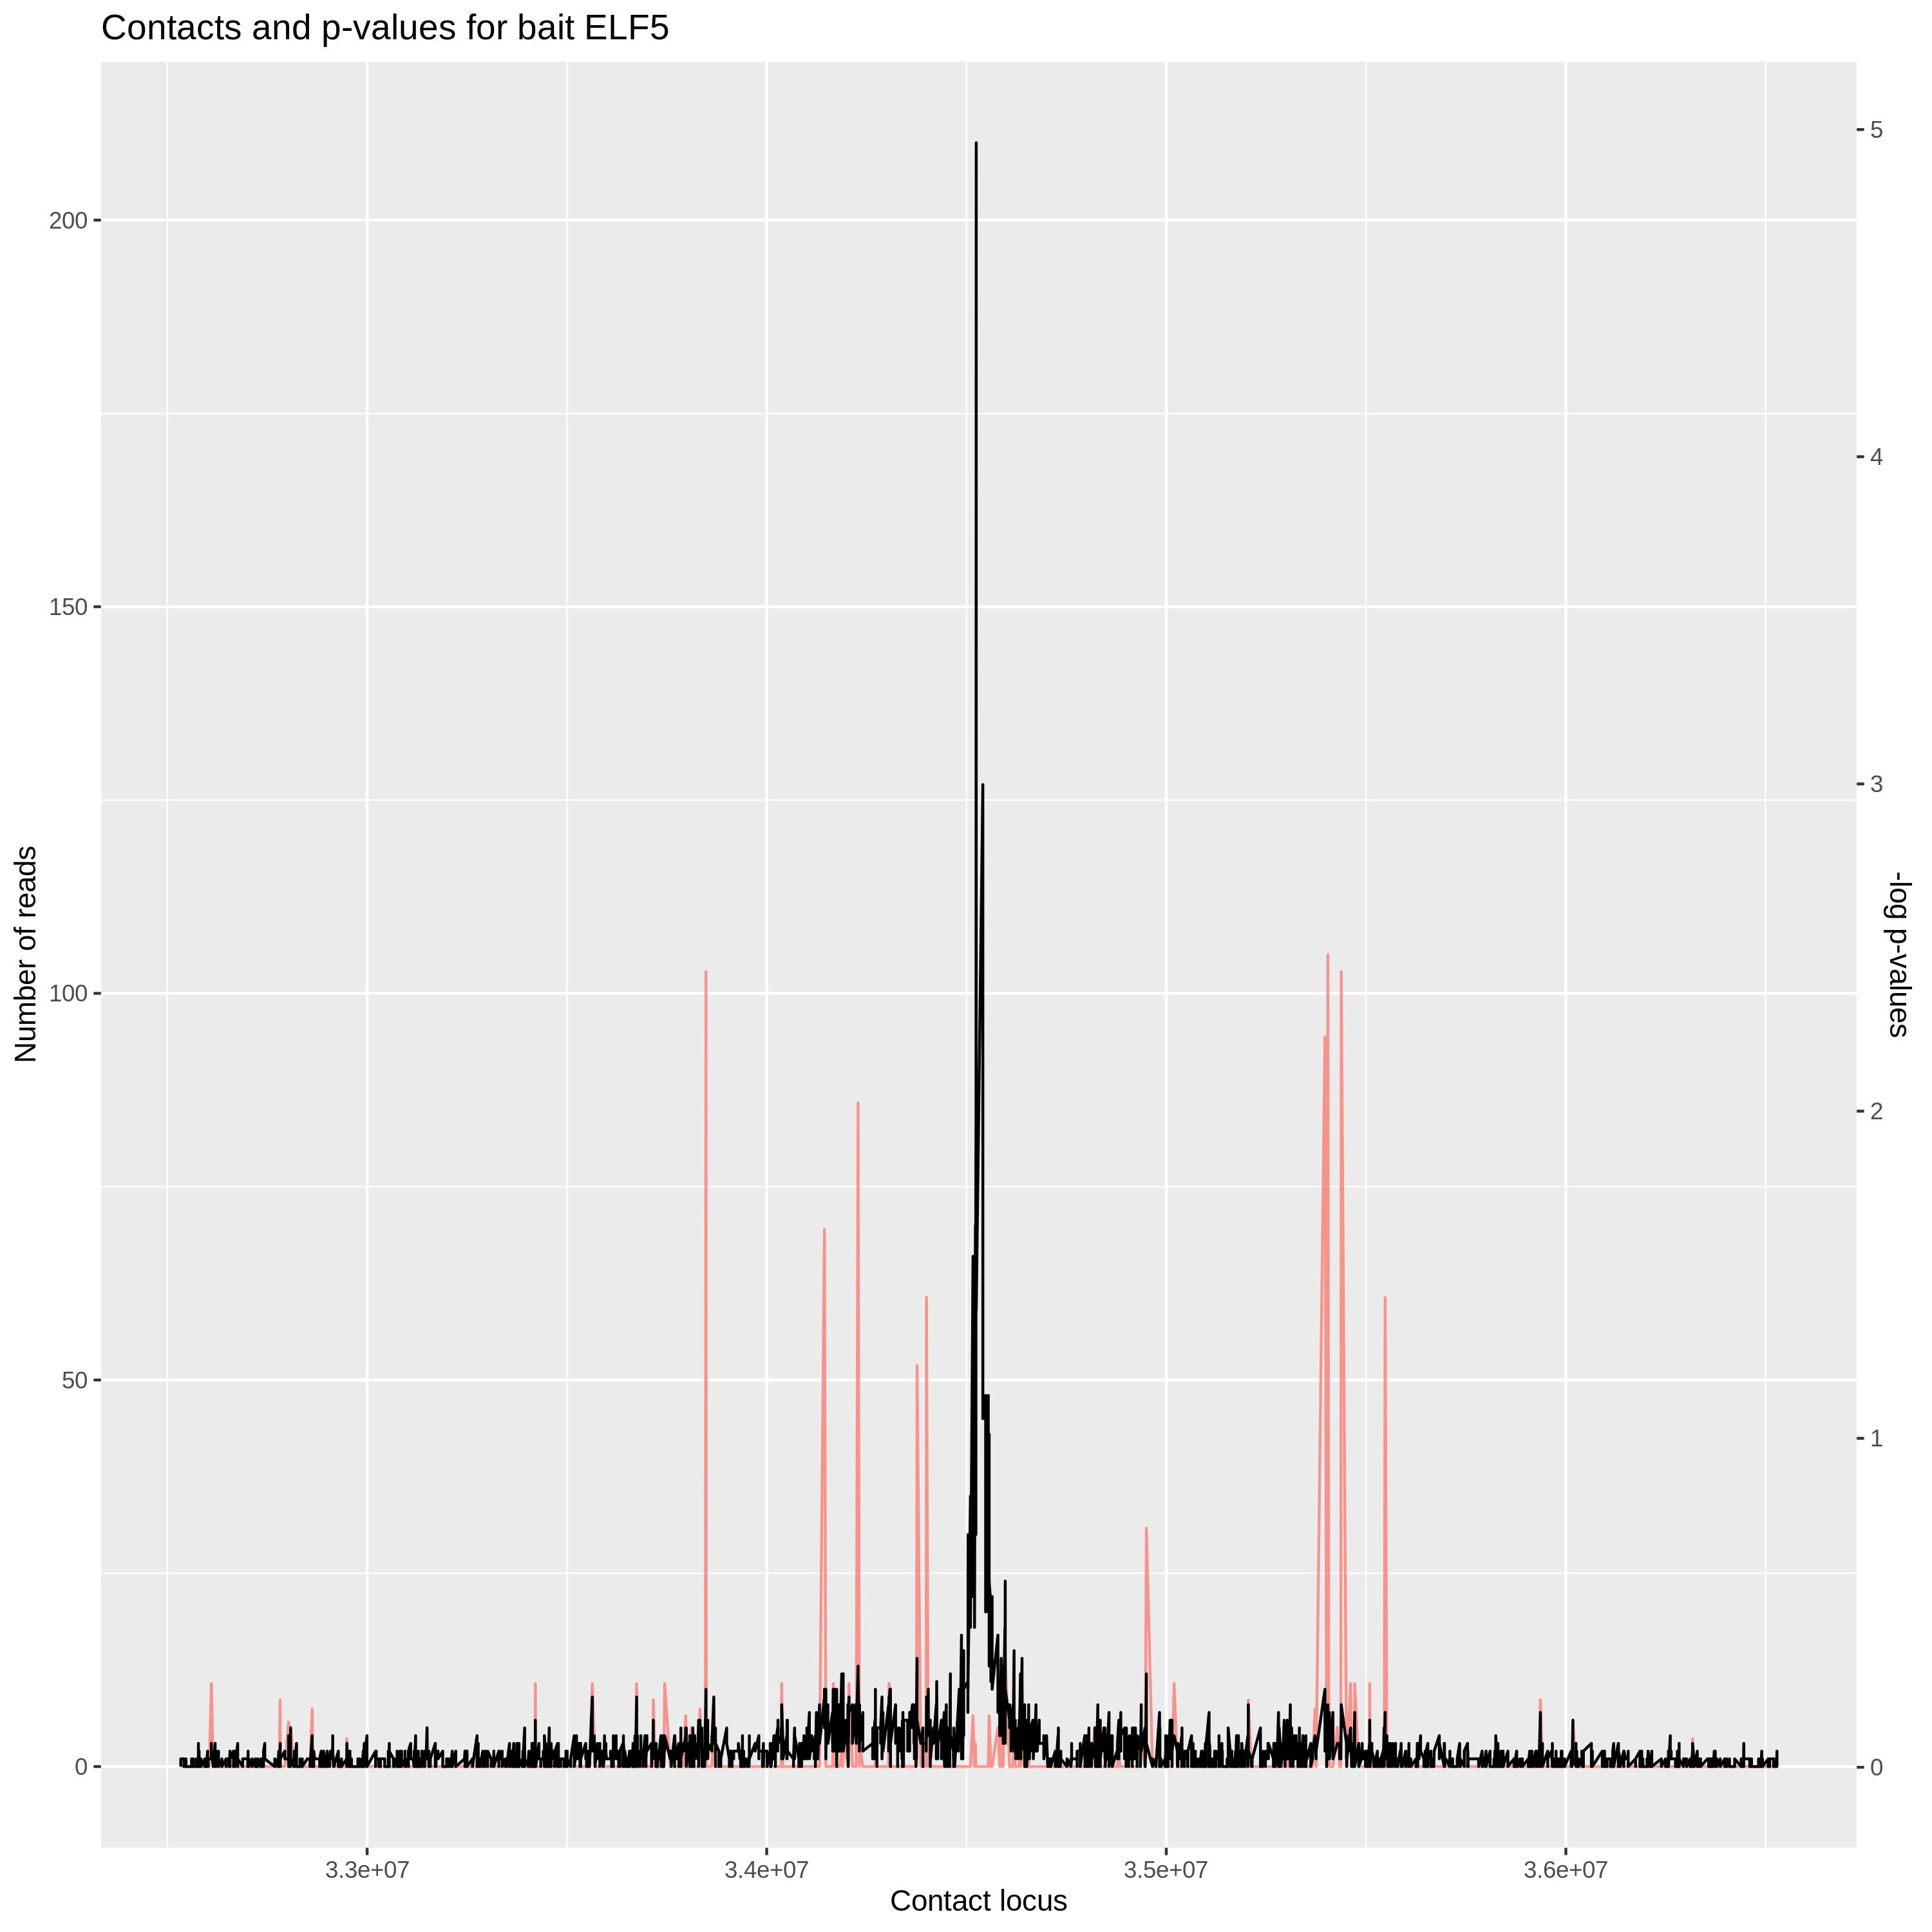 Contacts and p-values for bait ELF5
Number of reads
200
150
100
50
0
5
4
3
2
1
0
-log p-values
3.3e+07
3.4e+07
3.5e+07
3.6e+07
Contact locus